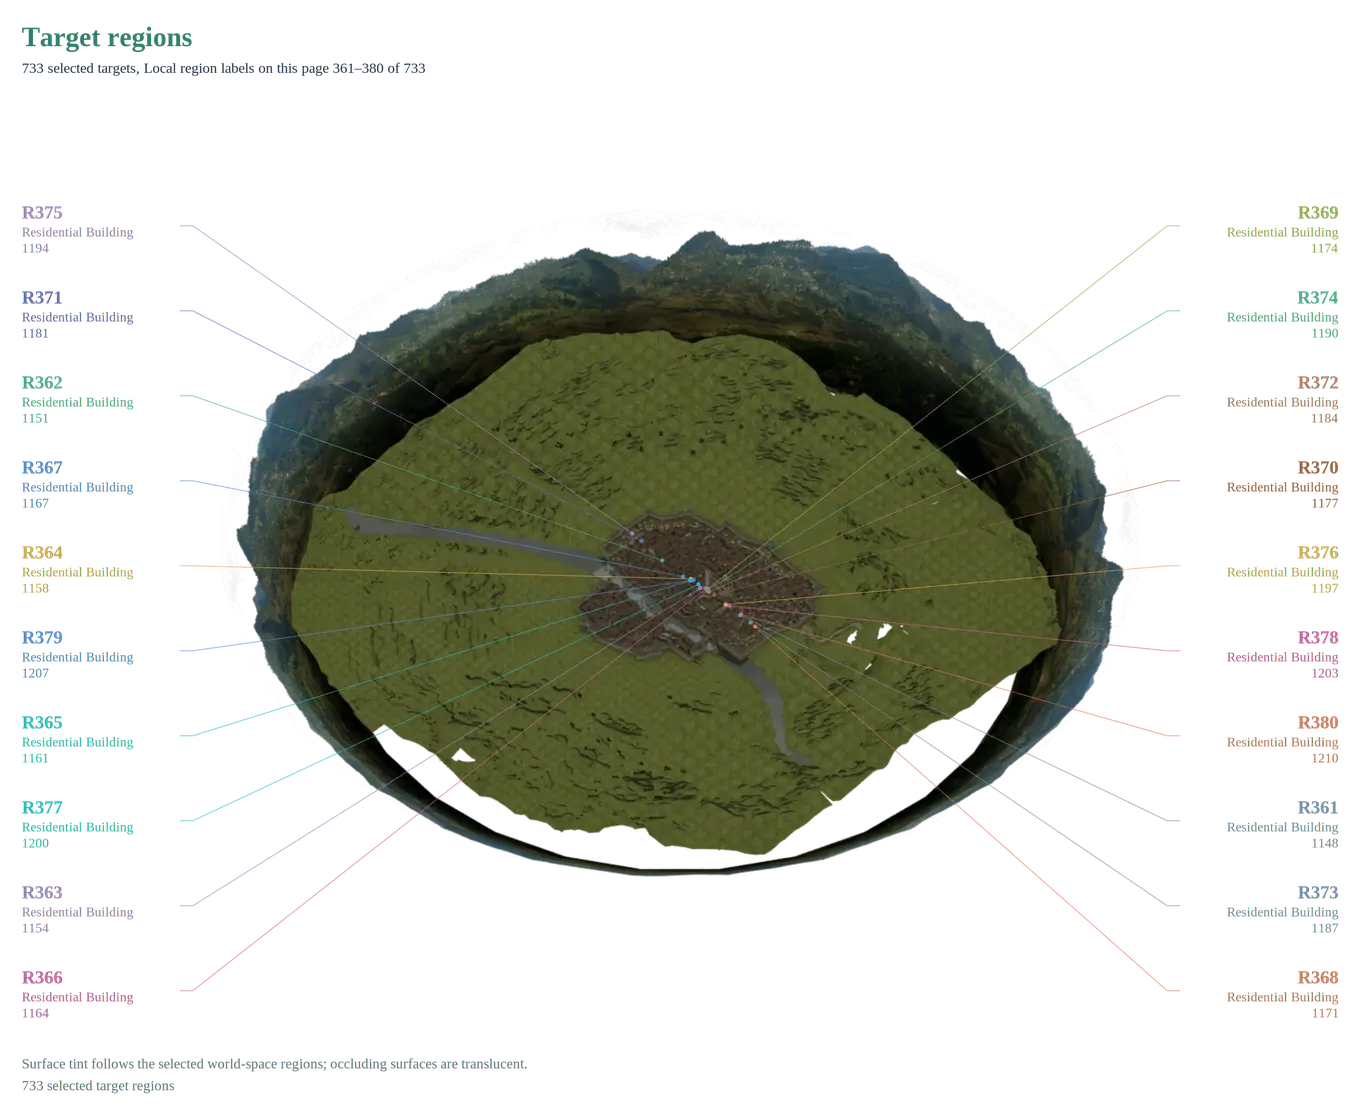 Target regions
733 selected targets, Local region labels on this page 361–380 of 733
R375
Residential Building
1194
R371
Residential Building
1181
R362
Residential Building
1151
R367
Residential Building
1167
R364
Residential Building
1158
R379
Residential Building
1207
R365
Residential Building
1161
R377
Residential Building
1200
R363
Residential Building
1154
R366
Residential Building
1164
R369
Residential Building
1174
R374
Residential Building
1190
R372
Residential Building
1184
R370
Residential Building
1177
R376
Residential Building
1197
R378
Residential Building
1203
R380
Residential Building
1210
R361
Residential Building
1148
R373
Residential Building
1187
R368
Residential Building
1171
Surface tint follows the selected world-space regions; occluding surfaces are translucent.
733 selected target regions